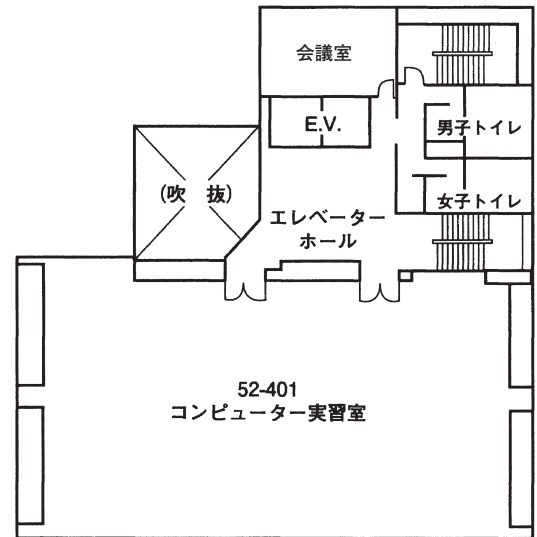 会議室
E.V.
男子トイレ
(吹 抜)
女子トイレ
エレベーター
ホール
52-401
コンピューター実習室